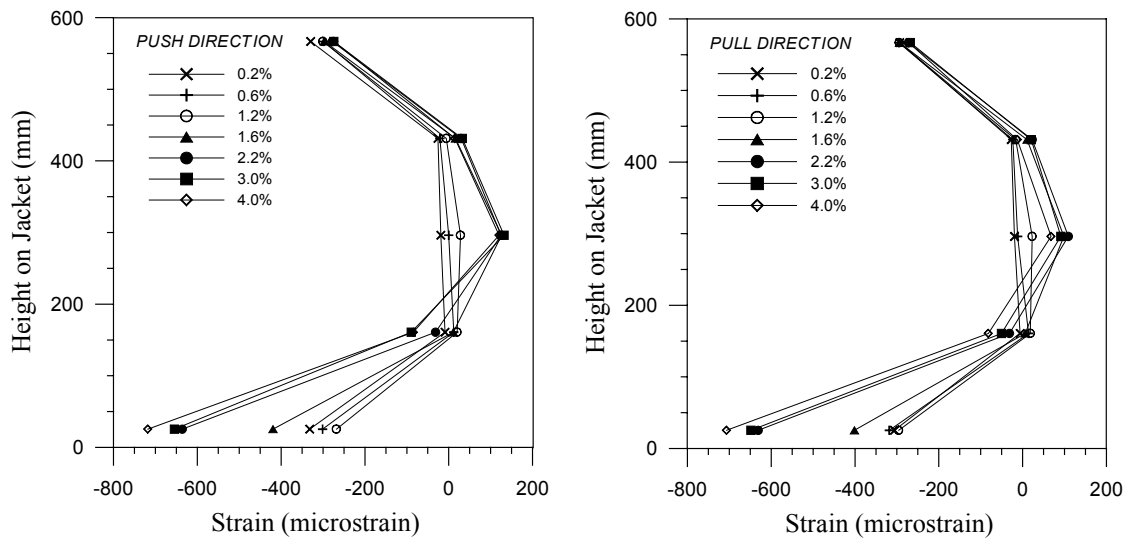 600
400
200
0
Height on Jacket (mm)
PUSH DIRECTION
0.2%
0.6%
1.2%
1.6%
2.2%
3.0%
4.0%
-800 -600 -400 -200 0 200
Strain (microstrain)
600
400
200
0
Height on Jacket (mm)
PULL DIRECTION
0.2%
0.6%
1.2%
1.6%
2.2%
3.0%
4.0%
-800 -600 -400 -200 0 200
Strain (microstrain)